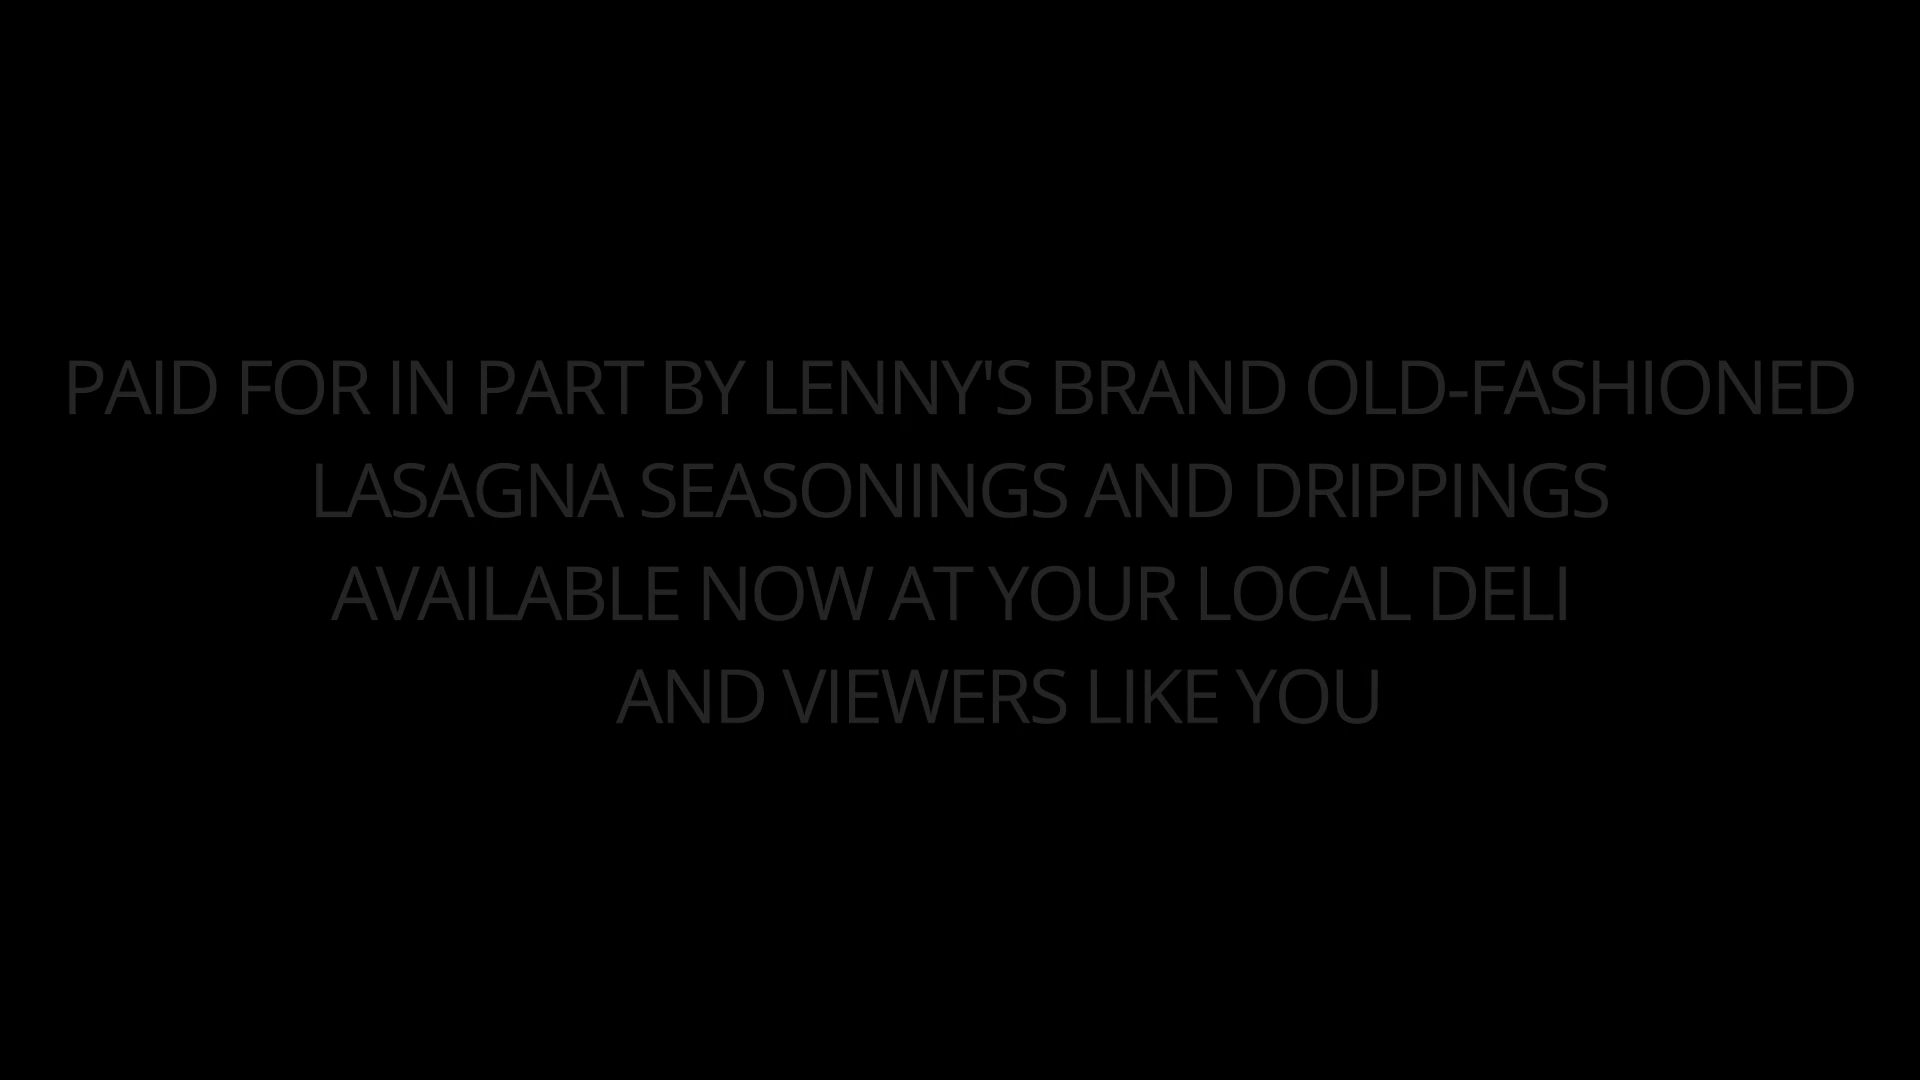 PAID FOR IN PART BY LENNY'S BRAND OLD-FASHIONED
LASAGNA SEASONINGS AND DRIPPINGS
AVAILABLE NOW AT YOUR LOCAL DELI
AND VIEWERS LIKE YOU